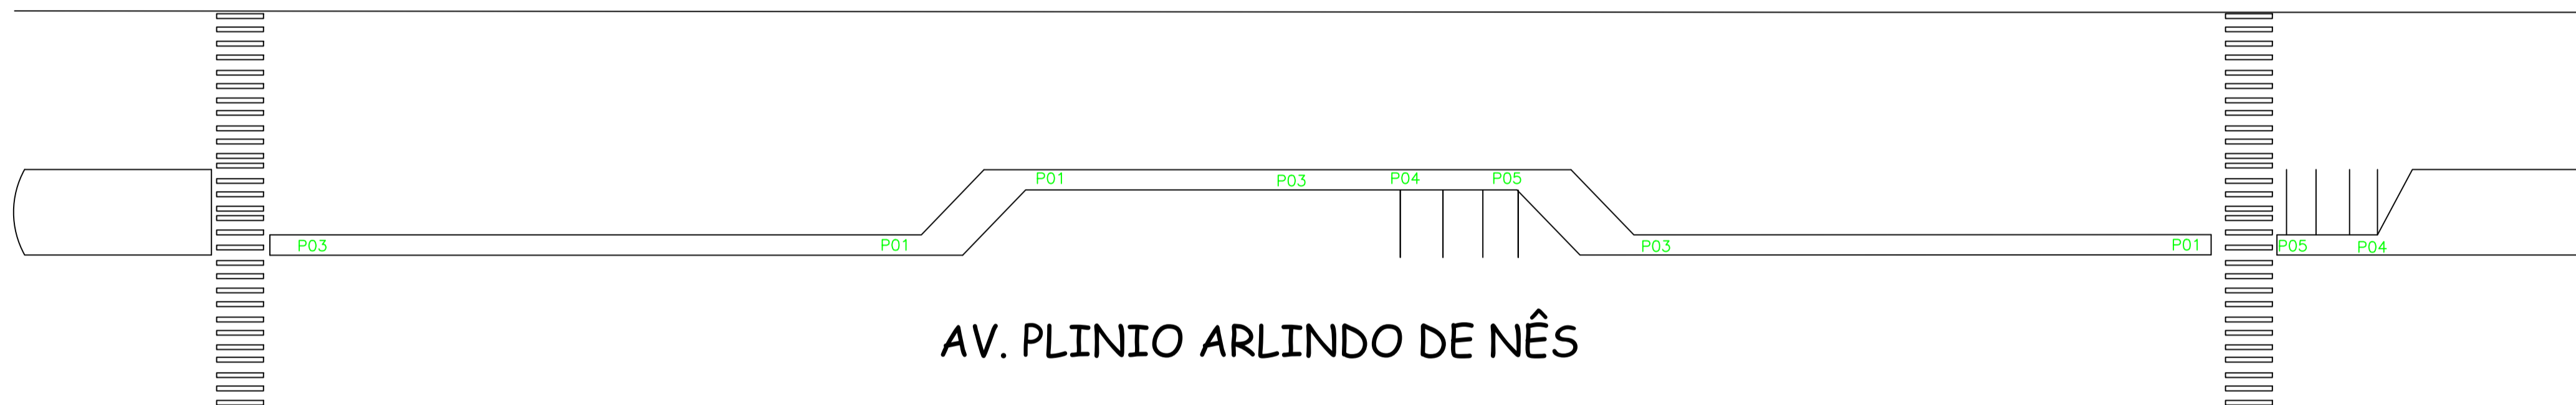 P01 P03 P04 P05
P03 P01 P03 P01 P05 P04
AV. PLINIO ARLINDO DE NÊS